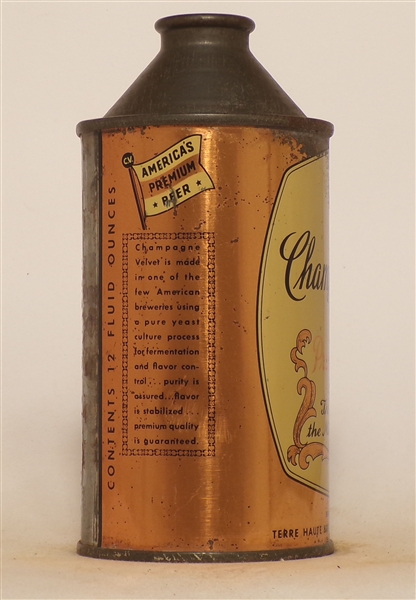 CONTENTS 12 FLUID OUNCES
CV
AMERICA'S
PREMIUM
BEER
Champagne
Velvet is made
in one of the
few American
breweries using
a pure yeast
culture process
for fermentation
and flavor con-
trol . . . purity is
assured . . . flavor
is stabilized . . .
premium quality
is guaranteed.
Cham
the
TERRE HAUTE